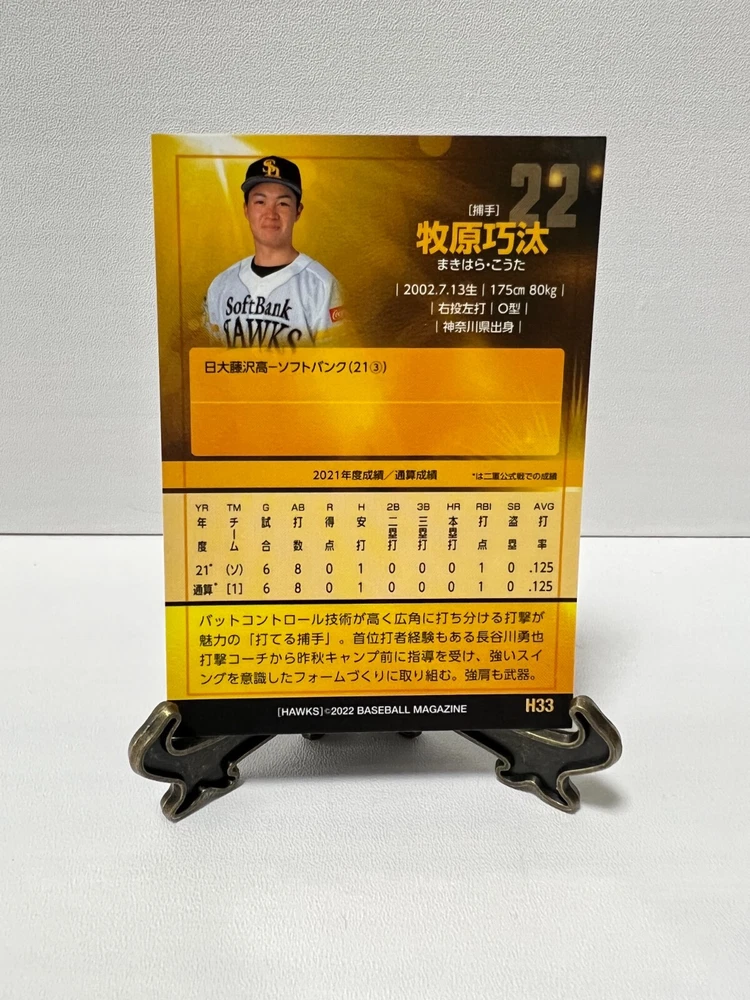 SH
SoftBank
HAWKS
22
[捕手]
牧原巧汰
まきはら・こうた
| 2002.7.13生 | 175cm 80kg |
| 右投左打 | O型 |
| 神奈川県出身 |
日大藤沢高−ソフトバンク(21③)
2021年度成績／通算成績 *は二軍公式戦での成績
YR TM G AB R H 2B 3B HR RBI SB AVG
年度 チーム 試合 打数 得点 安打 二塁打 三塁打 本塁打 打点 盗塁 打率
21* (ソ) 6 8 0 1 0 0 0 1 0 .125
通算* [1] 6 8 0 1 0 0 0 1 0 .125
バットコントロール技術が高く広角に打ち分ける打撃が
魅力の「打てる捕手」。首位打者経験もある長谷川勇也
打撃コーチから昨秋キャンプ前に指導を受け、強いスイ
ングを意識したフォームづくりに取り組む。強肩も武器。
[HAWKS]©2022 BASEBALL MAGAZINE H33